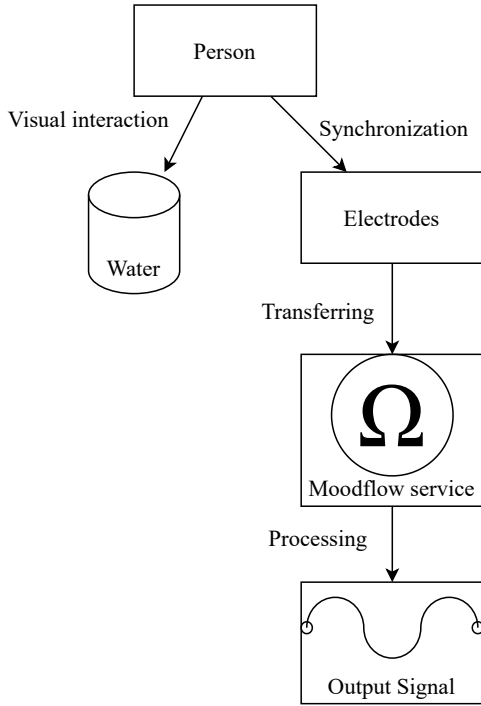 Person
Visual interaction
Synchronization
Water
Electrodes
Transferring
Ω
Moodflow service
Processing
Output Signal